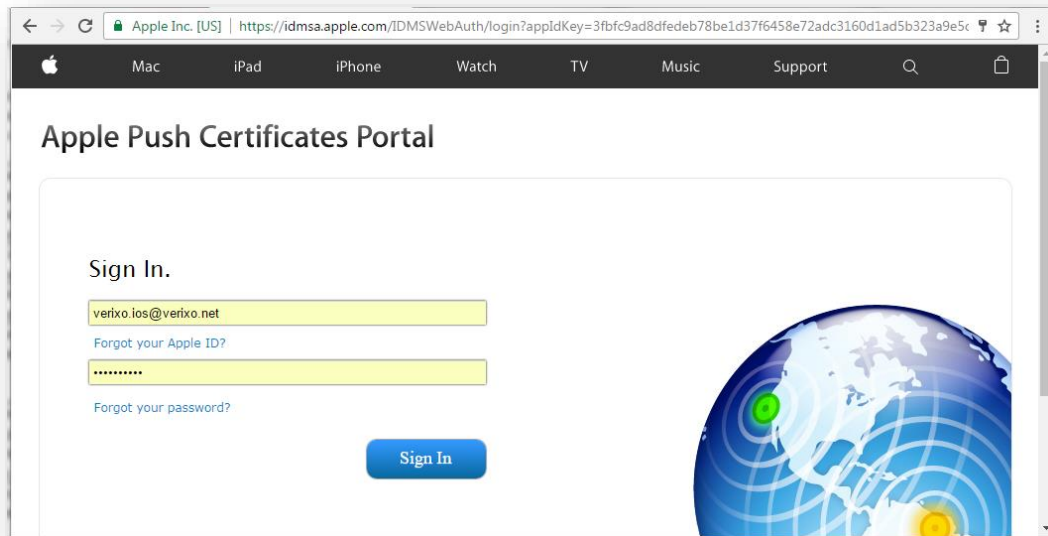 Apple Inc. [US] | https://idmsa.apple.com/IDMSWebAuth/login?appIdKey=3fbfc9ad8dfedeb78be1d37f6458e72adc3160d1ad5b323a9e5c
Mac iPad iPhone Watch TV Music Support
Apple Push Certificates Portal
Sign In.
verixo.ios@verixo.net
Forgot your Apple ID?
••••••••••
Forgot your password?
Sign In